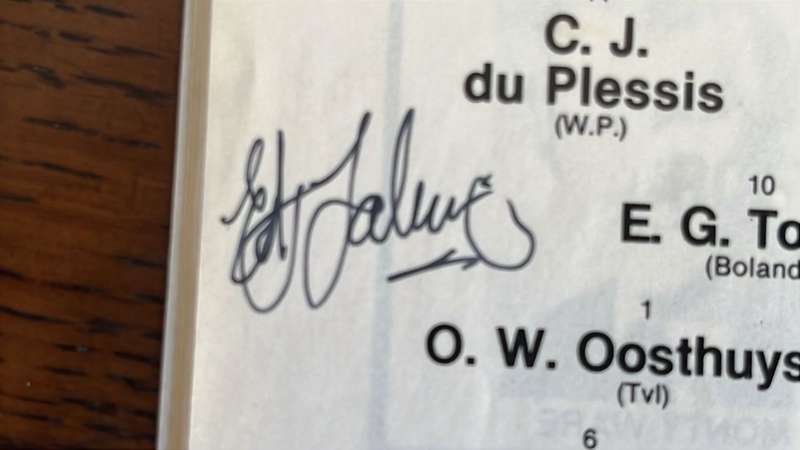 C. J.
du Plessis
(W.P.)
10
E. G. To
(Boland
1
O. W. Oosthuys
(Tvl)
6